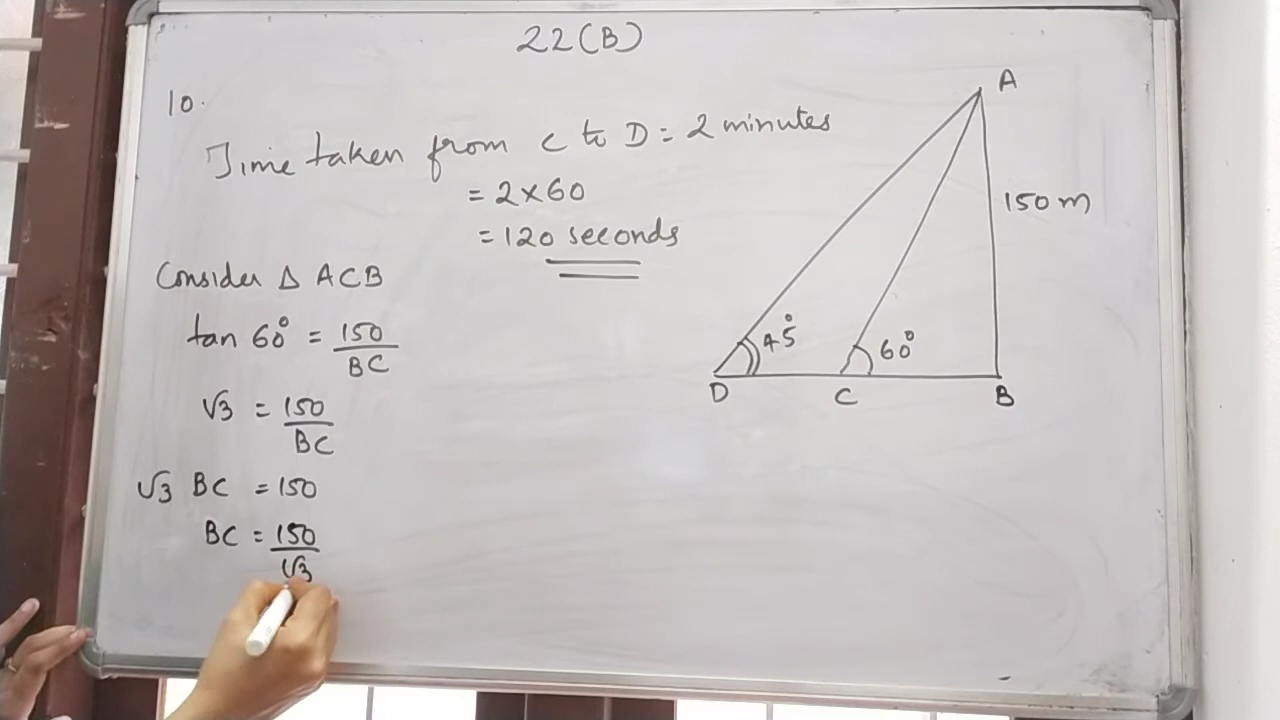 22(B)
10.
Time taken from C to D = 2 minutes
= 2×60
= 120 seconds
Consider Δ ACB
tan 60° = 150/BC
√3 = 150/BC
√3 BC = 150
BC = 150/√3
A
150 m
45°
60°
D C B